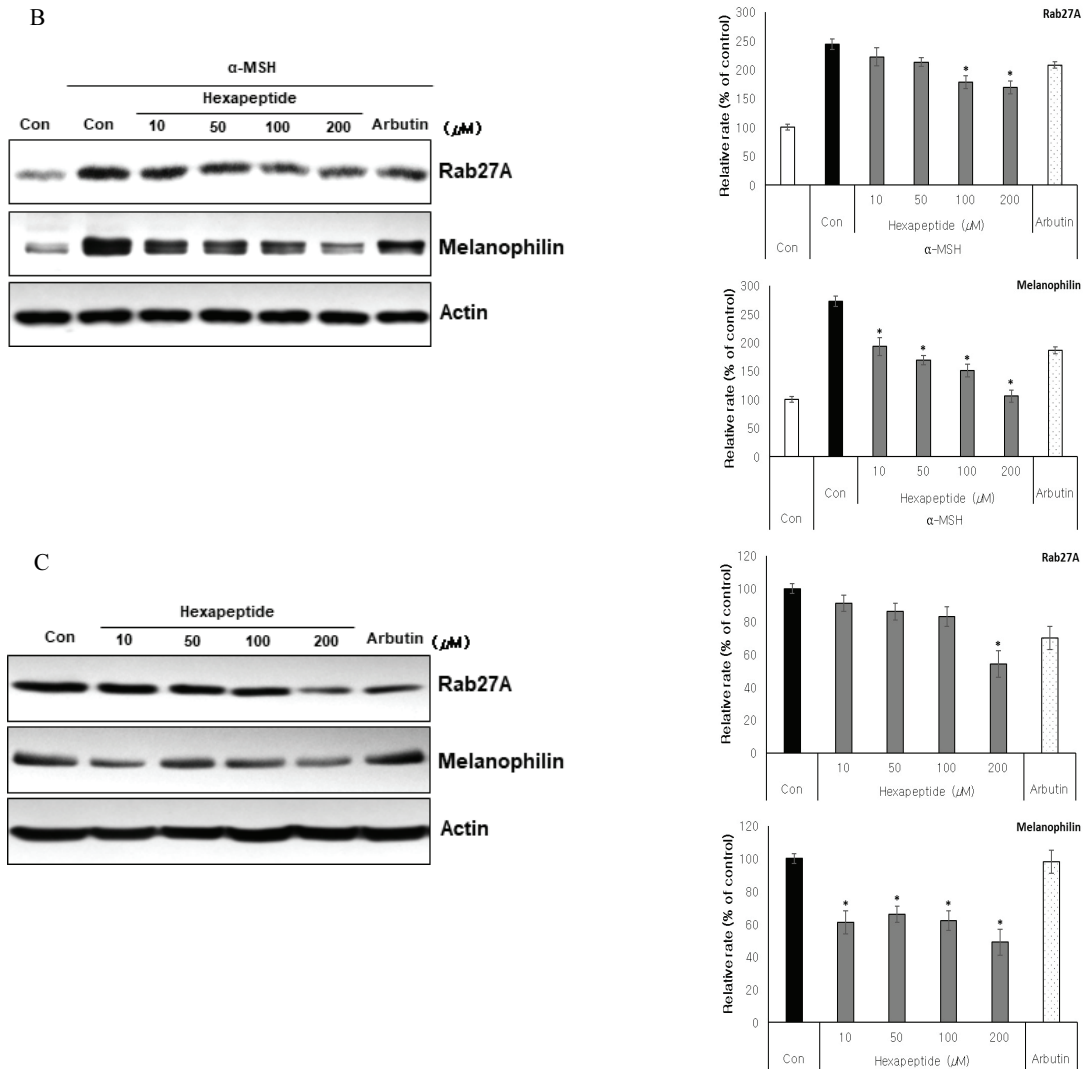 B
α-MSH
Hexapeptide
Con Con 10 50 100 200 Arbutin (μM)
Rab27A
Melanophilin
Actin
Rab27A
Relative rate (% of control)
300
250
200
150
100
50
0
10 50 100 200
Con Hexapeptide (μM) Arbutin
Con α-MSH
* *
Melanophilin
Relative rate (% of control)
300
250
200
150
100
50
0
* * * *
10 50 100 200
Con Hexapeptide (μM) Arbutin
Con α-MSH
C
Hexapeptide
Con 10 50 100 200 Arbutin (μM)
Rab27A
Melanophilin
Actin
Rab27A
Relative rate (% of control)
120
100
80
60
40
20
0
*
10 50 100 200
Con Hexapeptide (μM) Arbutin
Melanophilin
Relative rate (% of control)
120
100
80
60
40
20
0
* * * *
10 50 100 200
Con Hexapeptide (μM) Arbutin